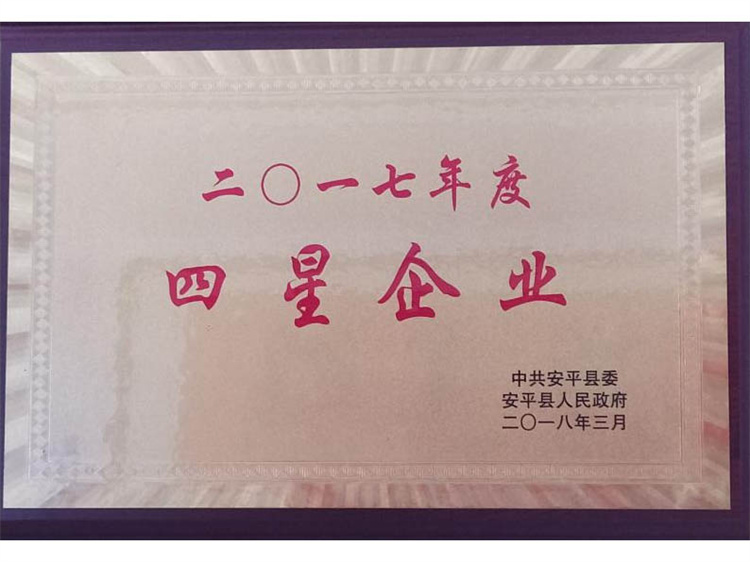 二〇一七年度
四星企业
中共安平县委
安平县人民政府
二〇一八年三月